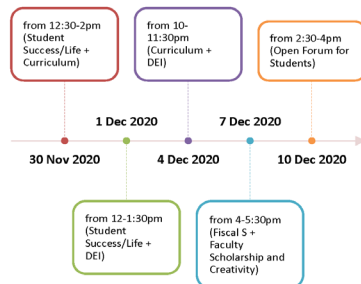 from 12:30-2pm
(Student
Success/Life +
Curriculum)
from 10-
11:30pm
(Curriculum +
DEI)
from 2:30-4pm
(Open Forum for
Students)
1 Dec 2020
7 Dec 2020
30 Nov 2020
4 Dec 2020
10 Dec 2020
from 12-1:30pm
(Student
Success/Life +
DEI)
from 4-5:30pm
(Fiscal S +
Faculty
Scholarship and
Creativity)